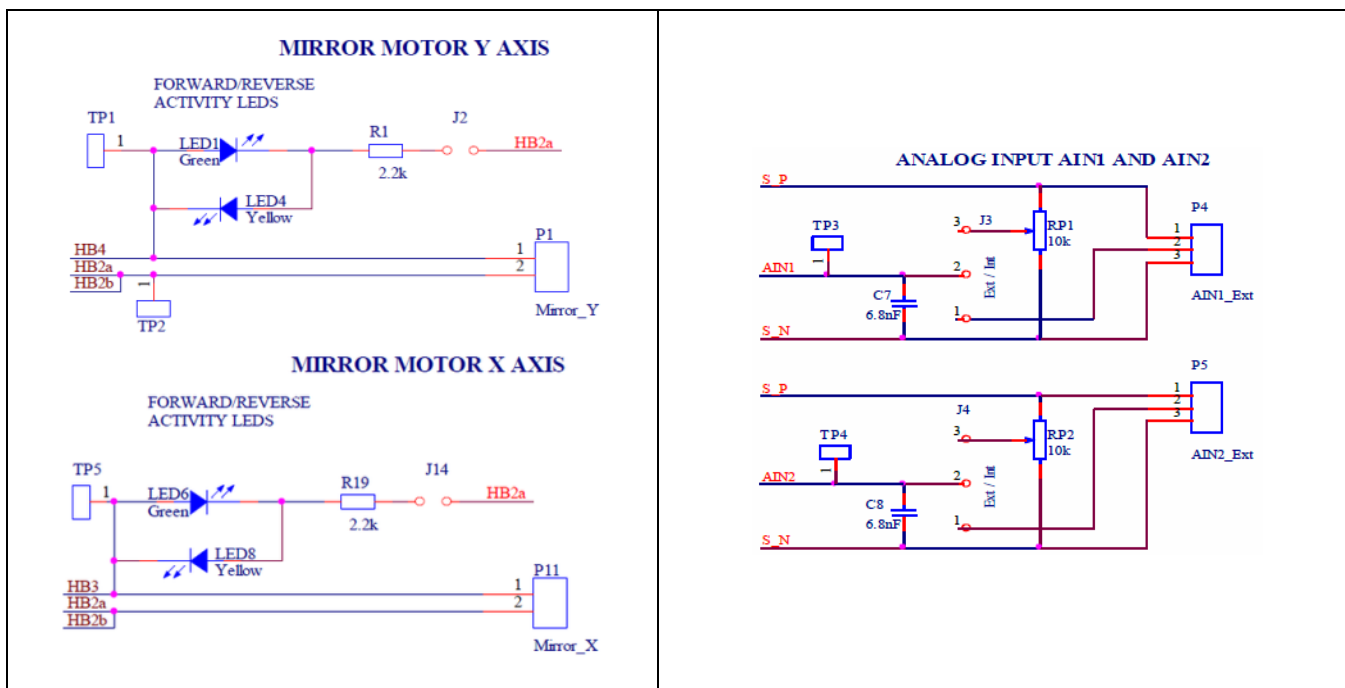 MIRROR MOTOR Y AXIS
FORWARD/REVERSE
ACTIVITY LEDS
TP1
1
LED1
Green
R1
2.2k
J2
HB2a
LED4
Yellow
HB4
HB2a
HB2b
1
TP2
P1
1
2
Mirror_Y
MIRROR MOTOR X AXIS
FORWARD/REVERSE
ACTIVITY LEDS
TP5
1
LED6
Green
R19
2.2k
J14
HB2a
LED8
Yellow
HB3
HB2a
HB2b
P11
1
2
Mirror_X
ANALOG INPUT AIN1 AND AIN2
S_P
TP3
1
AIN1
C7
6.8nF
S_N
3
J3
2
Ext / Int
1
RP1
10k
P4
1
2
3
AIN1_Ext
S_P
TP4
1
AIN2
C8
6.8nF
S_N
J4
3
2
Ext / Int
1
RP2
10k
P5
1
2
3
AIN2_Ext